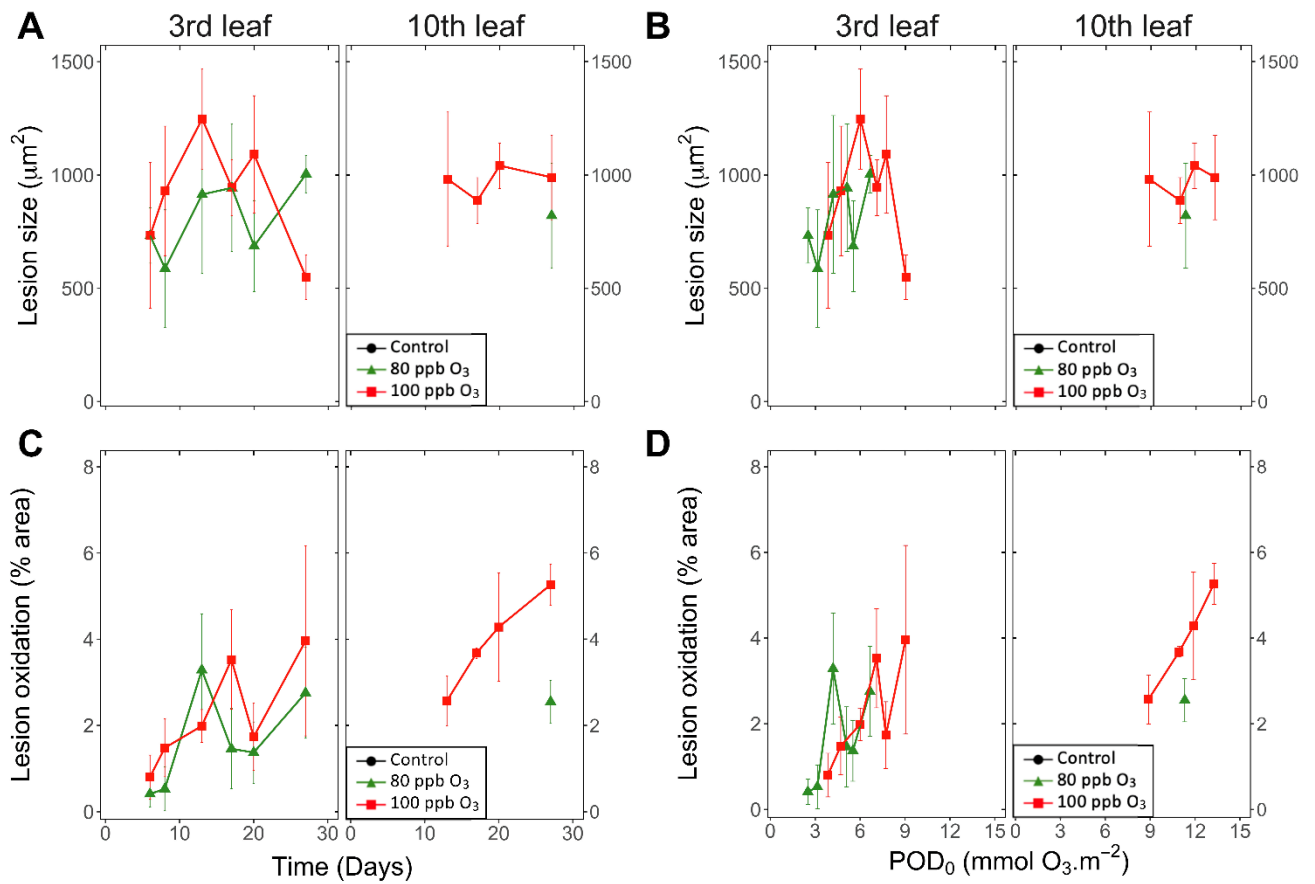 A
3rd leaf
10th leaf
B
3rd leaf
10th leaf
Lesion size (μm²)
1500
1000
500
0
1500
1000
500
0
Control
80 ppb O₃
100 ppb O₃
Lesion size (μm²)
1500
1000
500
0
1500
1000
500
0
Control
80 ppb O₃
100 ppb O₃
C
D
Lesion oxidation (% area)
8
6
4
2
0
8
6
4
2
0
Control
80 ppb O₃
100 ppb O₃
0 10 20 30 0 10 20 30
Time (Days)
Lesion oxidation (% area)
8
6
4
2
0
8
6
4
2
0
Control
80 ppb O₃
100 ppb O₃
0 3 6 9 12 15 0 3 6 9 12 15
POD₀ (mmol O₃.m⁻²)